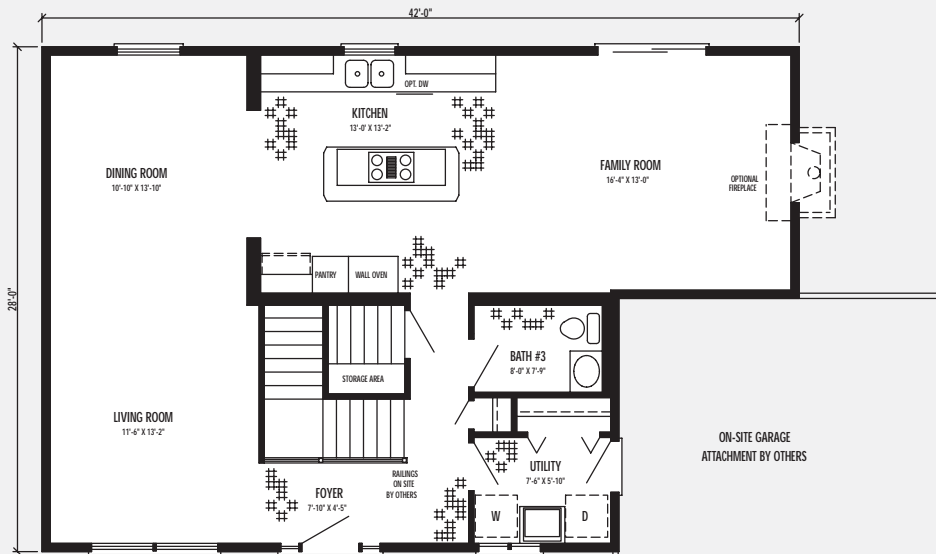 42'-0"
OPT. DW
KITCHEN
13'-0' X 13'-2"
DINING ROOM
10'-10" X 13'-10"
FAMILY ROOM
16'-4" X 13'-0"
OPTIONAL
FIREPLACE
PANTRY
WALL OVEN
28'-0"
BATH #3
8'-0" X 7'-9"
STORAGE AREA
LIVING ROOM
11'-6" X 13'-2"
ON-SITE GARAGE
ATTACHMENT BY OTHERS
UTILITY
7'-6" X 5'-10"
RAILINGS
ON SITE
BY OTHERS
FOYER
7'-10" X 4'-5"
W
D